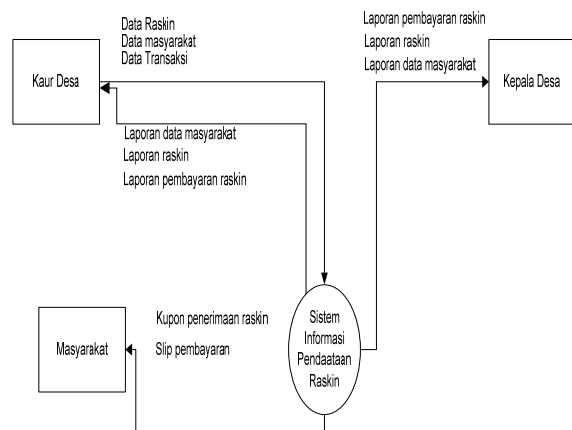 Data Raskin
Data masyarakat
Data Transaksi
Laporan pembayaran raskin
Laporan raskin
Laporan data masyarakat
Kaur Desa
Kepala Desa
Laporan data masyarakat
Laporan raskin
Laporan pembayaran raskin
Kupon penerimaan raskin
Slip pembayaran
Masyarakat
Sistem
Informasi
Pendaataan
Raskin